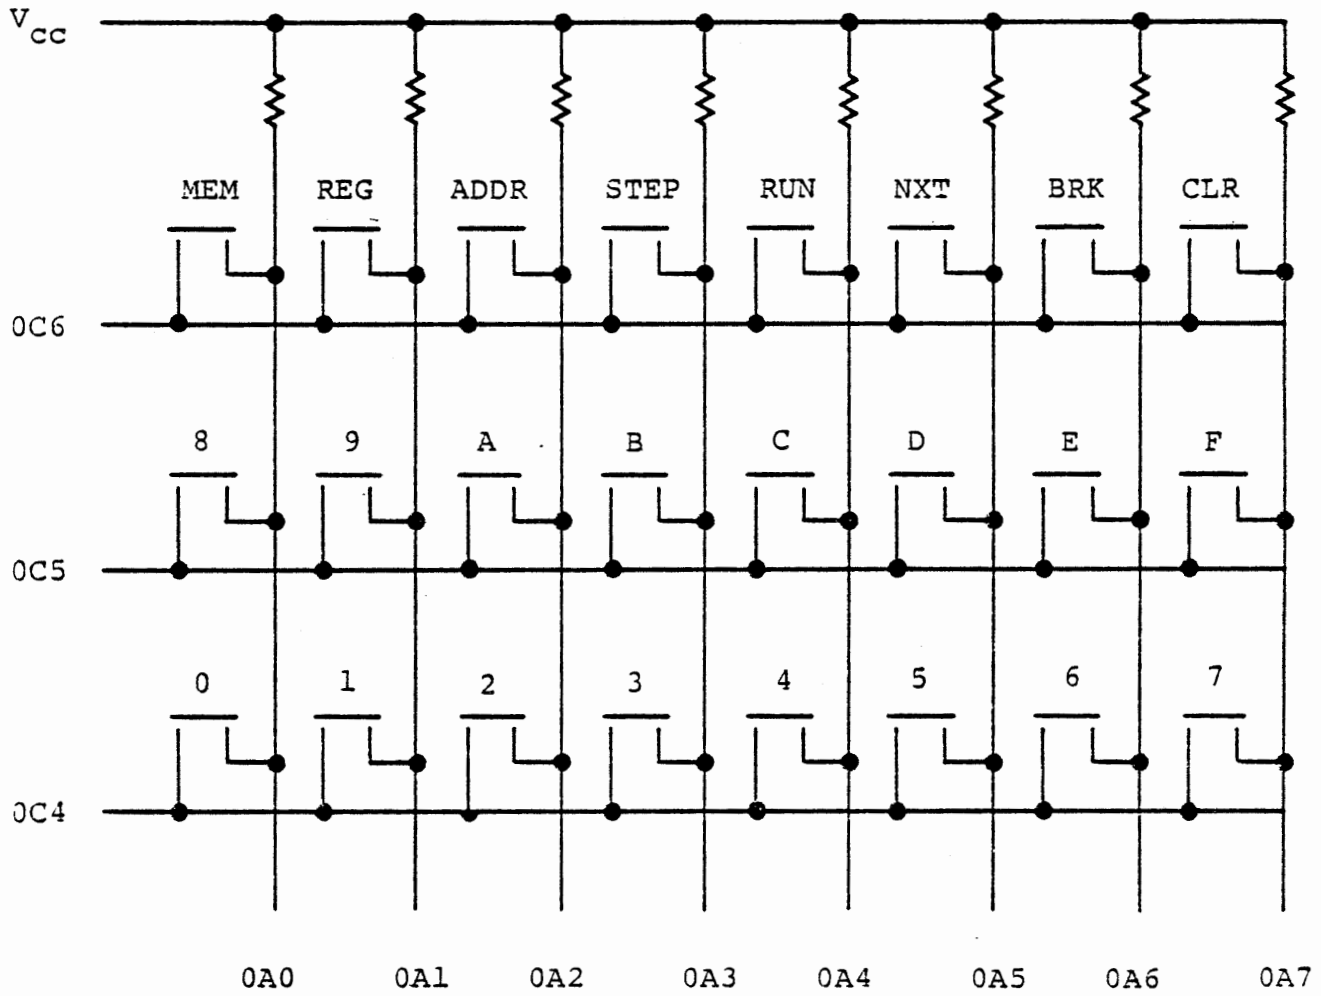 Vcc
MEM REG ADDR STEP RUN NXT BRK CLR
0C6
8 9 A B C D E F
0C5
0 1 2 3 4 5 6 7
0C4
0A0 0A1 0A2 0A3 0A4 0A5 0A6 0A7